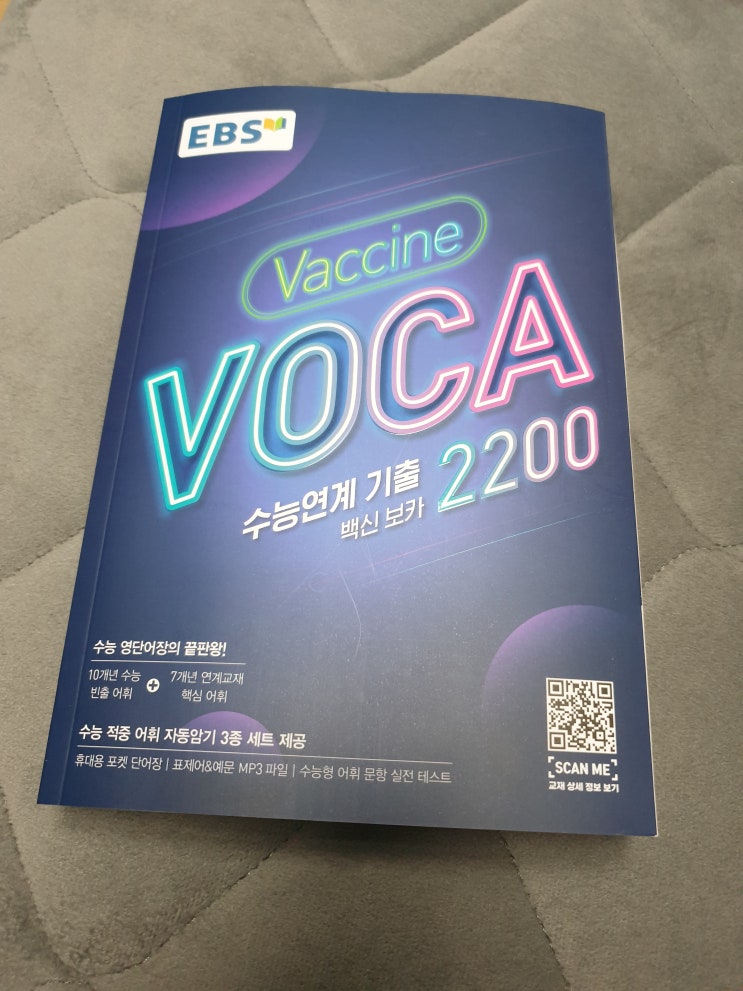 EBS
Vaccine
VOCA
수능연계 기출 2200
백신 보카
수능 영단어장의 끝판왕!
10개년 수능 + 7개년 연계교재
빈출 어휘 핵심 어휘
수능 적중 어휘 자동암기 3종 세트 제공
휴대용 포켓 단어장 | 표제어&예문 MP3 파일 | 수능형 어휘 문항 실전 테스트
SCAN ME
교재 상세 정보 보기